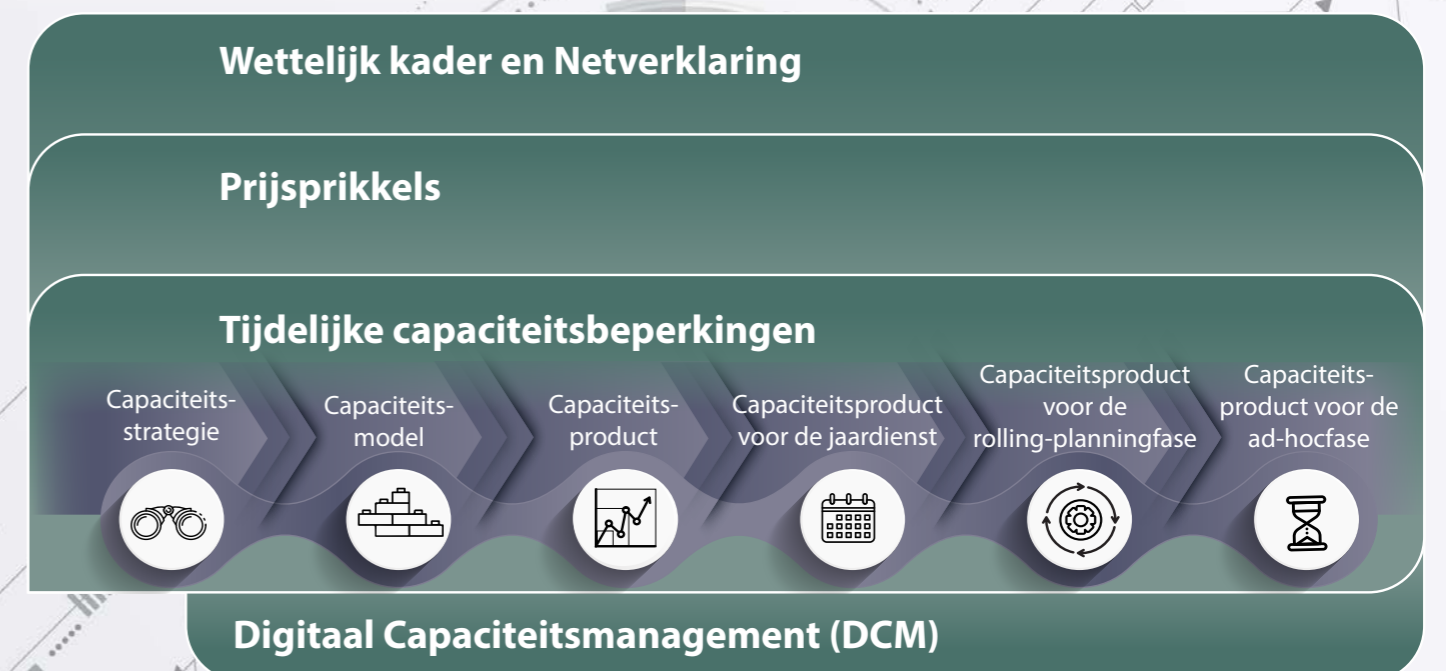 Wettelijk kader en Netverklaring
Prijsprikkels
Tijdelijke capaciteitsbeperkingen
Capaciteits-
strategie
Capaciteits-
model
Capaciteits-
product
Capaciteitsproduct
voor de jaardienst
Capaciteitsproduct
voor de
rolling-planningfase
Capaciteits-
product voor de
ad-hocfase
Digitaal Capaciteitsmanagement (DCM)